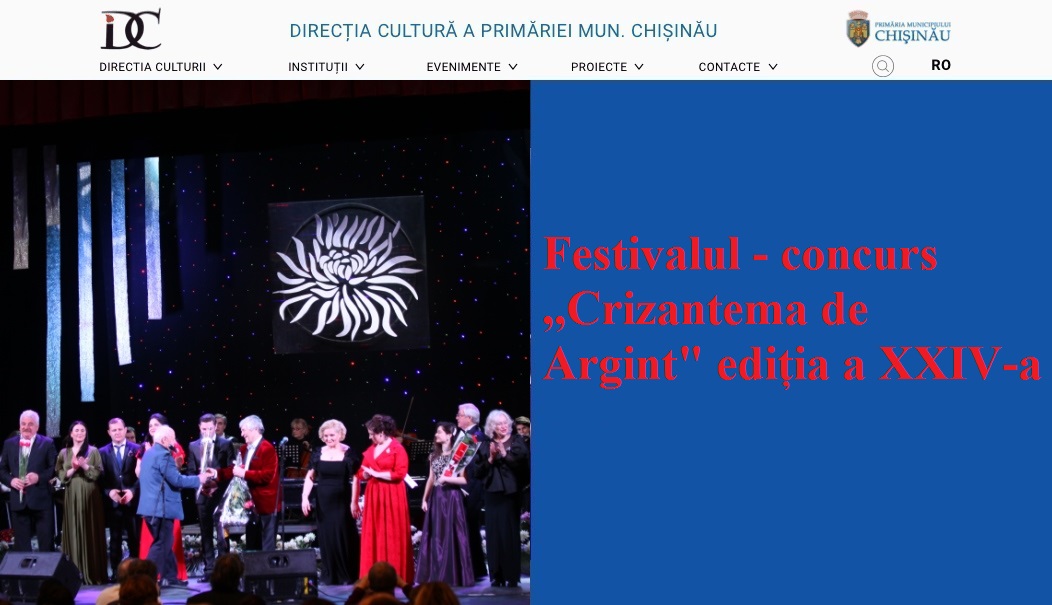 DC
DIRECȚIA CULTURĂ A PRIMĂRIEI MUN. CHIȘINĂU
PRIMĂRIA MUNICIPIULUI
CHIȘINĂU
DIRECTIA CULTURII
INSTITUȚII
EVENIMENTE
PROIECTE
CONTACTE
RO
Festivalul - concurs
,,Crizantema de
Argint" ediția a XXIV-a